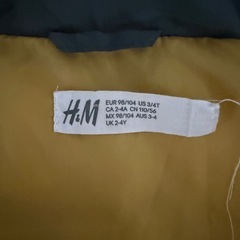 H&M
EUR 98/104 US 3/4T
CA 2-4A CN 110/56
MX 98/104 AUS 3-4
UK 2-4Y